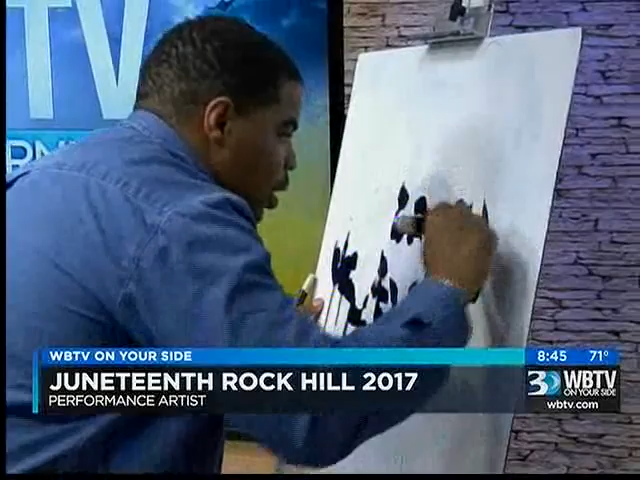 TV
RNI
WBTV ON YOUR SIDE
8:45 71°
JUNETEENTH ROCK HILL 2017
PERFORMANCE ARTIST
3 WBTV
ON YOUR SIDE
wbtv.com